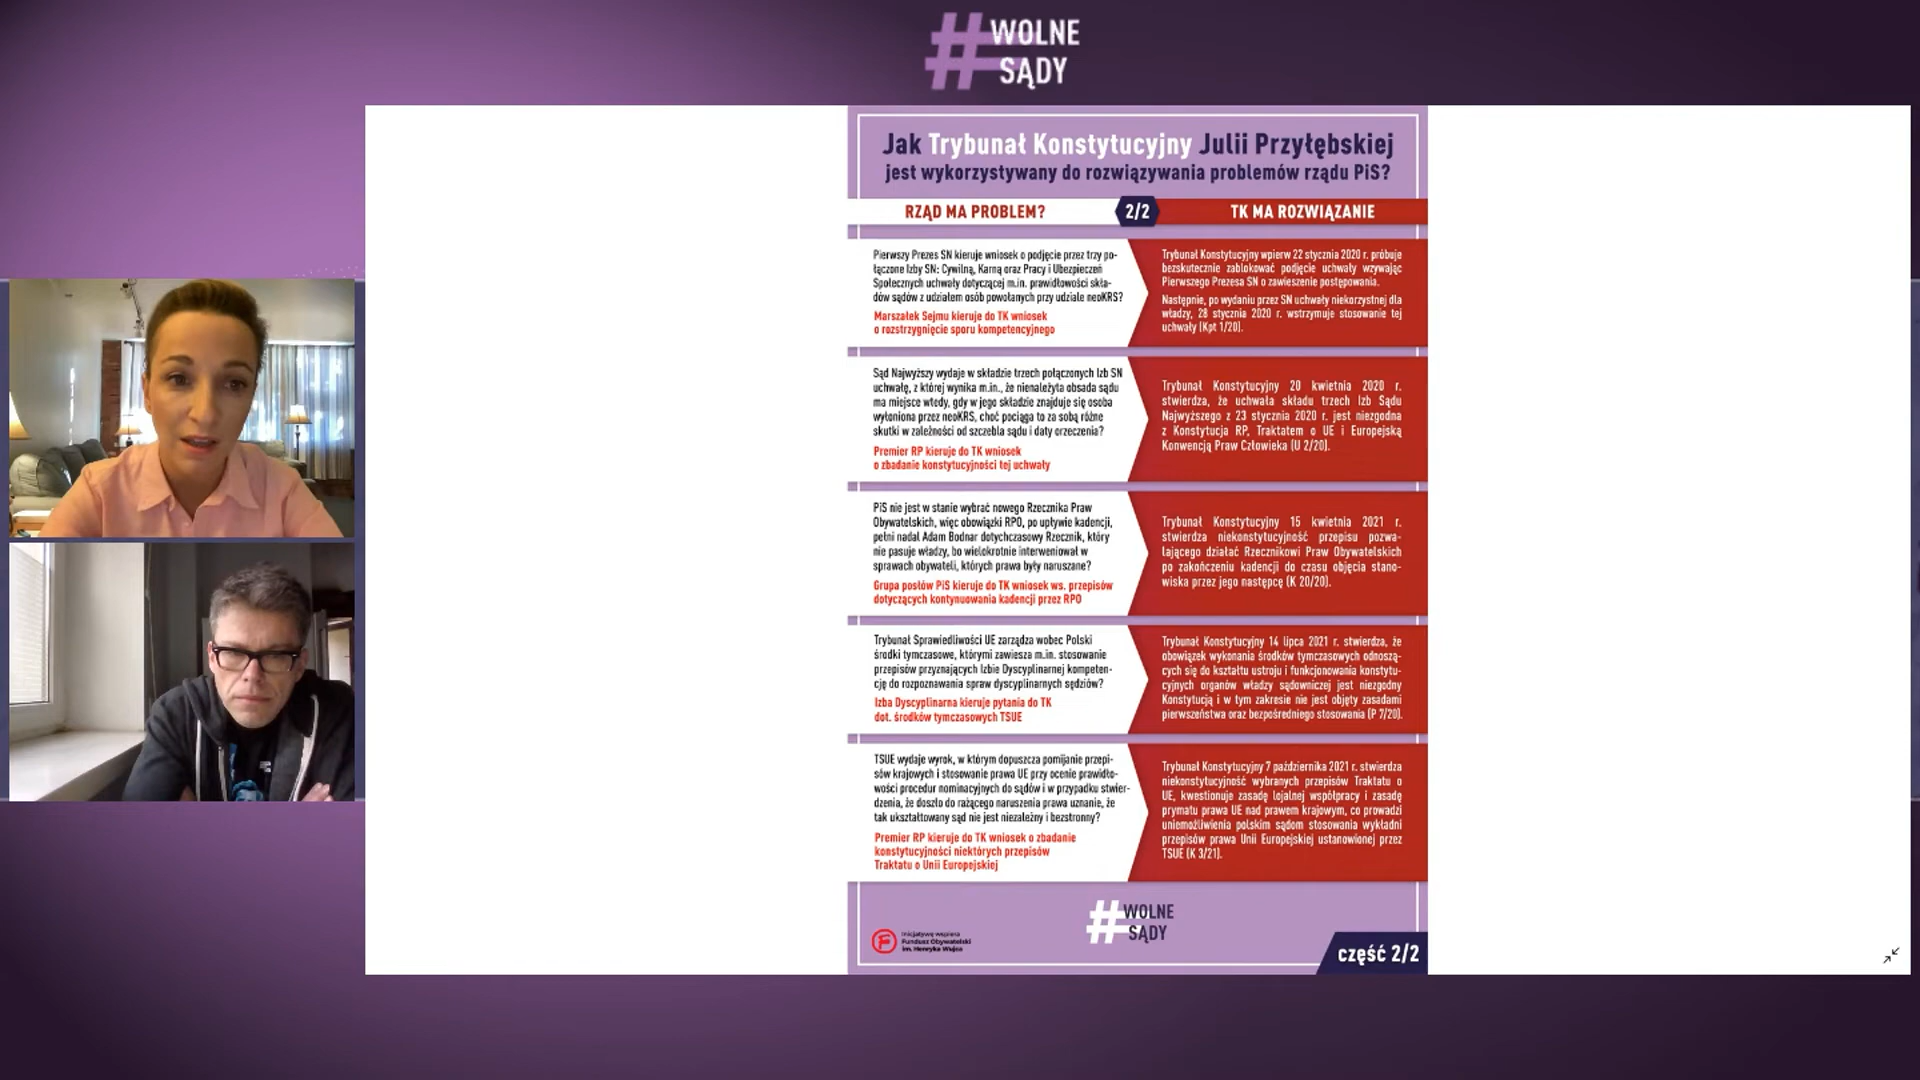 WOLNE
SĄDY
Jak Trybunał Konstytucyjny Julii Przyłębskiej
jest wykorzystywany do rozwiązywania problemów rządu PiS?
RZĄD MA PROBLEM?
2/2
TK MA ROZWIĄZANIE
Pierwszy Prezes SN kieruje wniosek o podjęcie przez trzy po-
łączone Izby SN: Cywilną, Karną oraz Pracy i Ubezpieczeń
Społecznych uchwały dotyczącej m.in. prawidłowości skła-
dów sądów z udziałem osób powołanych przy udziale neoKRS?
Marszałek Sejmu kieruje do TK wniosek
o rozstrzygnięcie sporu kompetencyjnego
Trybunał Konstytucyjny wpierw 22 stycznia 2020 r. próbuje
bezskutecznie zablokować podjęcie uchwały wzywając
Pierwszego Prezesa SN o zawieszenie postępowania.
Następnie, po wydaniu przez SN uchwały niekorzystnej dla
władzy, 28 stycznia 2020 r. wstrzymuje stosowanie tej
uchwały (Kpt 1/20).
Sąd Najwyższy wydaje w składzie trzech połączonych Izb SN
uchwałę, z której wynika m.in., że nienależyta obsada sądu
ma miejsce wtedy, gdy w jego składzie znajduje się osoba
wyłoniona przez neoKRS, choć pociąga to za sobą różne
skutki w zależności od szczebla sądu i daty orzeczenia?
Premier RP kieruje do TK wniosek
o zbadanie konstytucyjności tej uchwały
Trybunał Konstytucyjny 20 kwietnia 2020 r.
stwierdza, że uchwała składu trzech Izb Sądu
Najwyższego z 23 stycznia 2020 r. jest niezgodna
z Konstytucja RP, Traktatem o UE i Europejską
Konwencją Praw Człowieka (U 2/20).
PiS nie jest w stanie wybrać nowego Rzecznika Praw
Obywatelskich, więc obowiązki RPO, po upływie kadencji,
pełni nadal Adam Bodnar dotychczasowy Rzecznik, który
nie pasuje władzy, bo wielokrotnie interweniował w
sprawach obywateli, których prawa były naruszane?
Grupa posłów PiS kieruje do TK wniosek ws. przepisów
dotyczących kontynuowania kadencji przez RPO
Trybunał Konstytucyjny 15 kwietnia 2021 r.
stwierdza niekonstytucyjność przepisu pozwa-
lającego działać Rzecznikowi Praw Obywatelskich
po zakończeniu kadencji do czasu objęcia stano-
wiska przez jego następcę (K 20/20).
Trybunał Sprawiedliwości UE zarządza wobec Polski
środki tymczasowe, którymi zawiesza m.in. stosowanie
przepisów przyznających Izbie Dyscyplinarnej kompeten-
cję do rozpoznawania spraw dyscyplinarnych sędziów?
Izba Dyscyplinarna kieruje pytania do TK
dot. środków tymczasowych TSUE
Trybunał Konstytucyjny 14 lipca 2021 r. stwierdza, że
obowiązek wykonania środków tymczasowych odnoszą-
cych się do kształtu ustroju i funkcjonowania konstytu-
cyjnych organów władzy sądowniczej jest niezgodny
Konstytucją i w tym zakresie nie jest objęty zasadami
pierwszeństwa oraz bezpośredniego stosowania (P 7/20).
TSUE wydaje wyrok, w którym dopuszcza pomijanie przepi-
sów krajowych i stosowanie prawa UE przy ocenie prawidło-
wości procedur nominacyjnych do sądów i w przypadku stwier-
dzenia, że doszło do rażącego naruszenia prawa uznanie, że
tak ukształtowany sąd nie jest niezależny i bezstronny?
Premier RP kieruje do TK wniosek o zbadanie
konstytucyjności niektórych przepisów
Traktatu o Unii Europejskiej
Trybunał Konstytucyjny 7 października 2021 r. stwierdza
niekonstytucyjność wybranych przepisów Traktatu o
UE, kwestionuje zasadę lojalnej współpracy i zasadę
prymatu prawa UE nad prawem krajowym, co prowadzi
uniemożliwienia polskim sądom stosowania wykładni
przepisów prawa Unii Europejskiej ustanowionej przez
TSUE (K 3/21).
Inicjatywę wspiera
Fundusz Obywatelski
im. Henryka Wujca
#WOLNE
SĄDY
część 2/2